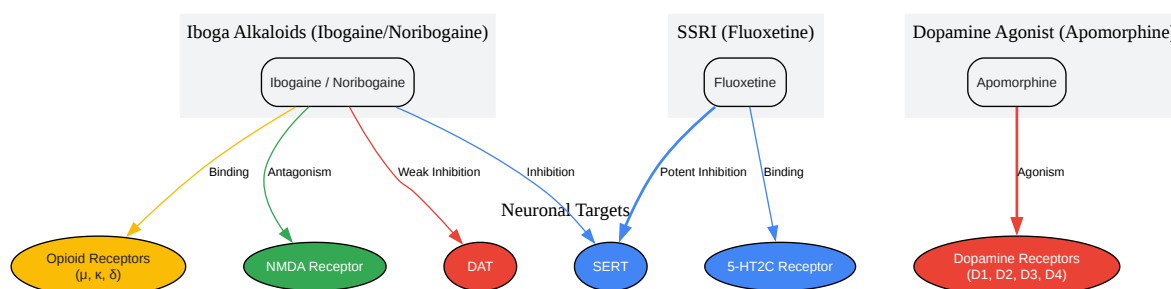 Iboga Alkaloids (Ibogaine/Noribogaine)
SSRI (Fluoxetine)
Dopamine Agonist (Apomorphine)
Ibogaine / Noribogaine
Fluoxetine
Apomorphine
Binding
Antagonism
Weak Inhibition
Inhibition
Potent Inhibition
Binding
Agonism
Neuronal Targets
Opioid Receptors
(μ, κ, δ)
NMDA Receptor
DAT
SERT
5-HT2C Receptor
Dopamine Receptors
(D1, D2, D3, D4)